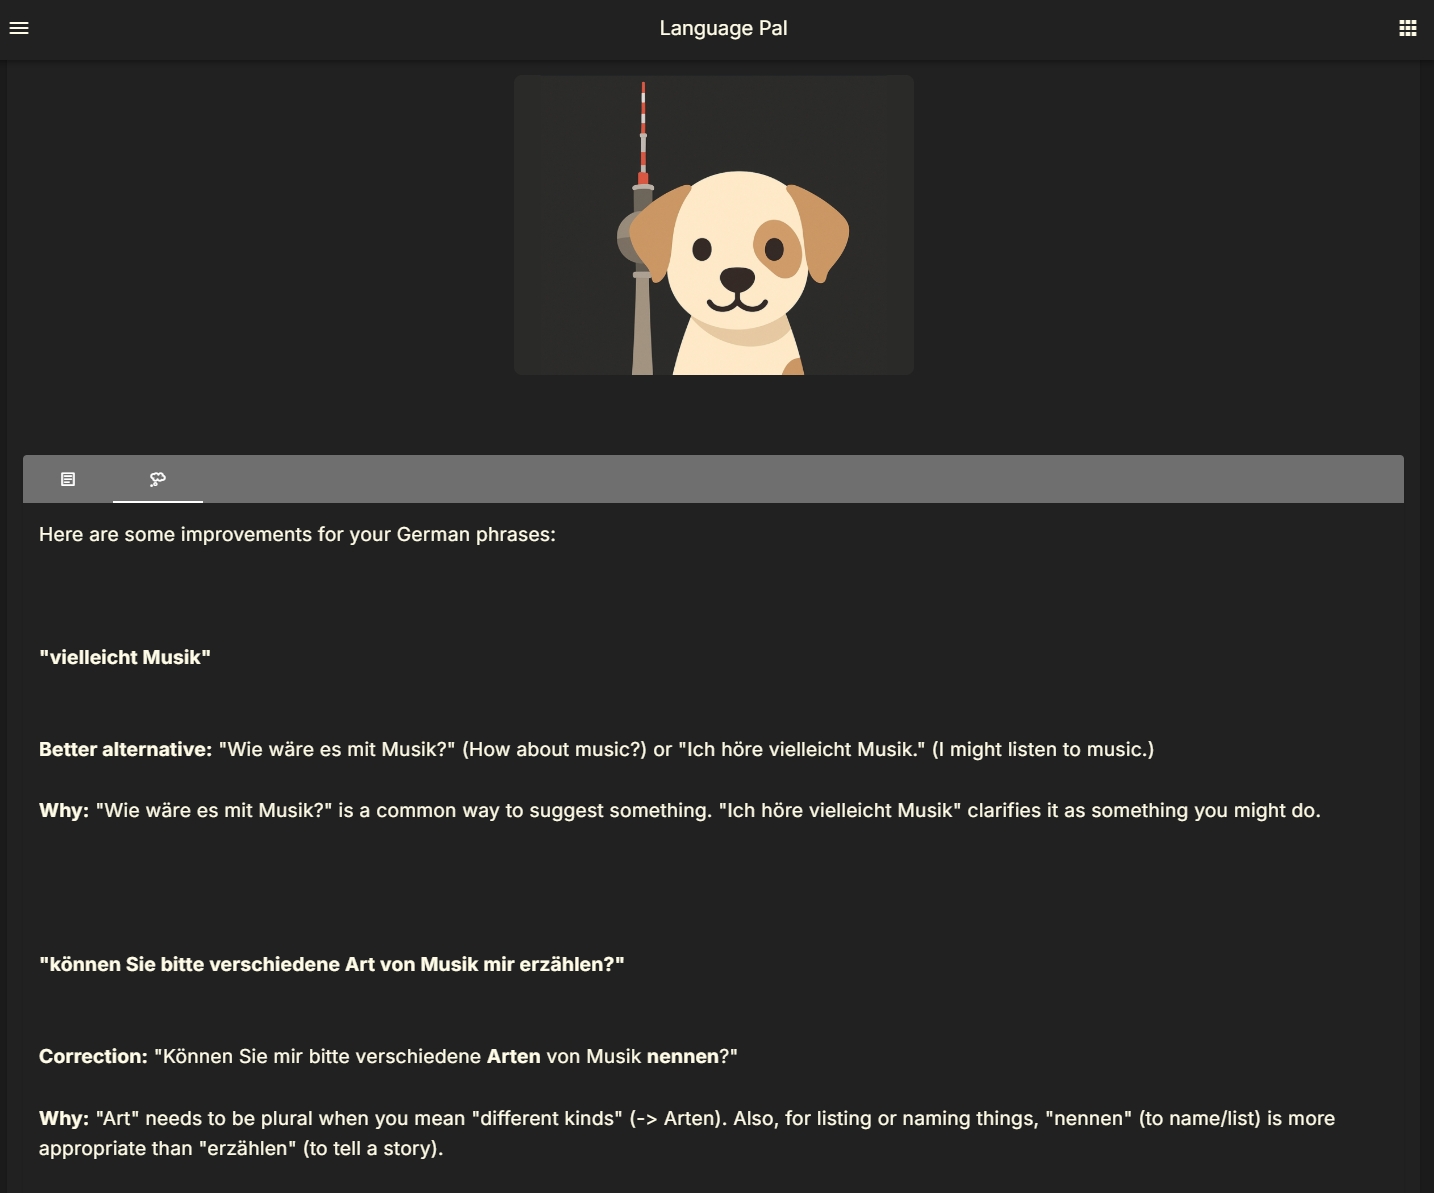 Language Pal
Here are some improvements for your German phrases:
"vielleicht Musik"
Better alternative: "Wie wäre es mit Musik?" (How about music?) or "Ich höre vielleicht Musik." (I might listen to music.)
Why: "Wie wäre es mit Musik?" is a common way to suggest something. "Ich höre vielleicht Musik" clarifies it as something you might do.
"können Sie bitte verschiedene Art von Musik mir erzählen?"
Correction: "Können Sie mir bitte verschiedene Arten von Musik nennen?"
Why: "Art" needs to be plural when you mean "different kinds" (-> Arten). Also, for listing or naming things, "nennen" (to name/list) is more
appropriate than "erzählen" (to tell a story).